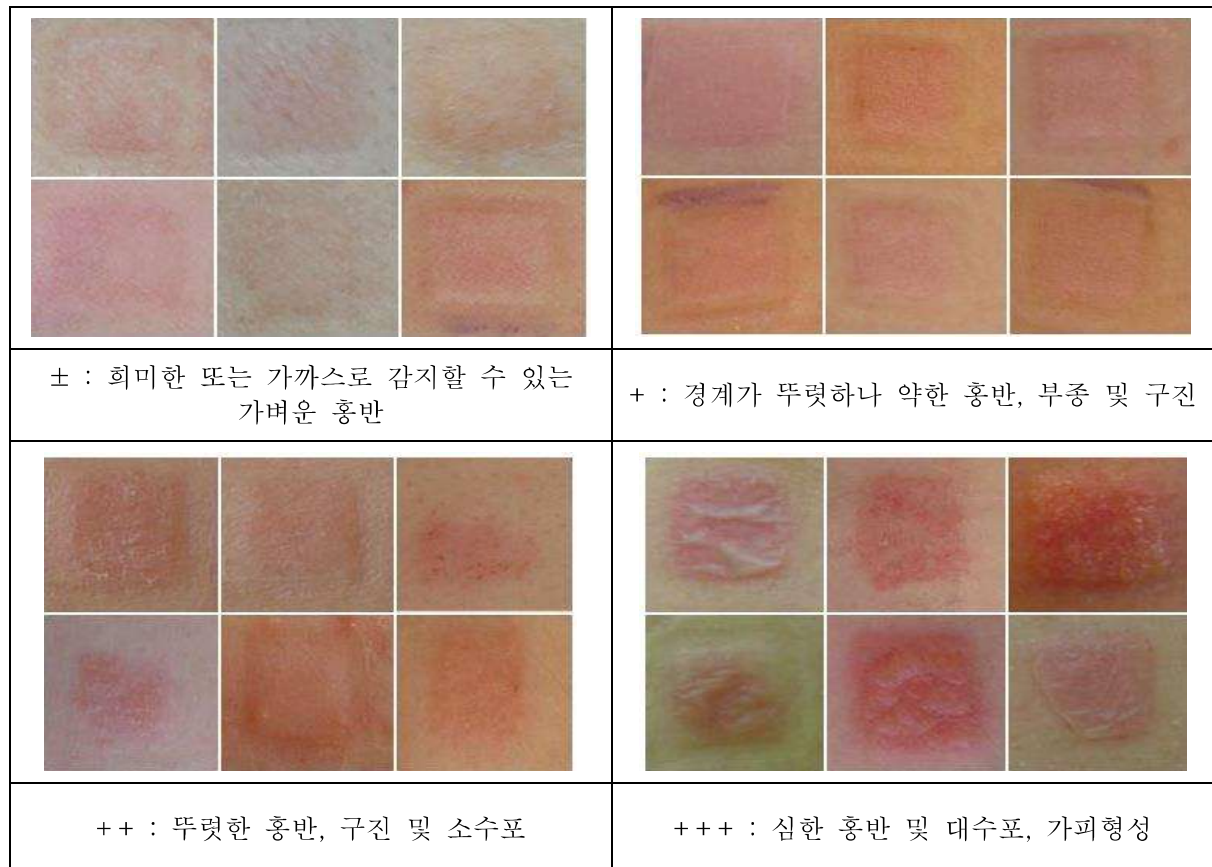 ± : 희미한 또는 가까스로 감지할 수 있는
가벼운 홍반
+ : 경계가 뚜렷하나 약한 홍반, 부종 및 구진
++ : 뚜렷한 홍반, 구진 및 소수포
+++ : 심한 홍반 및 대수포, 가피형성